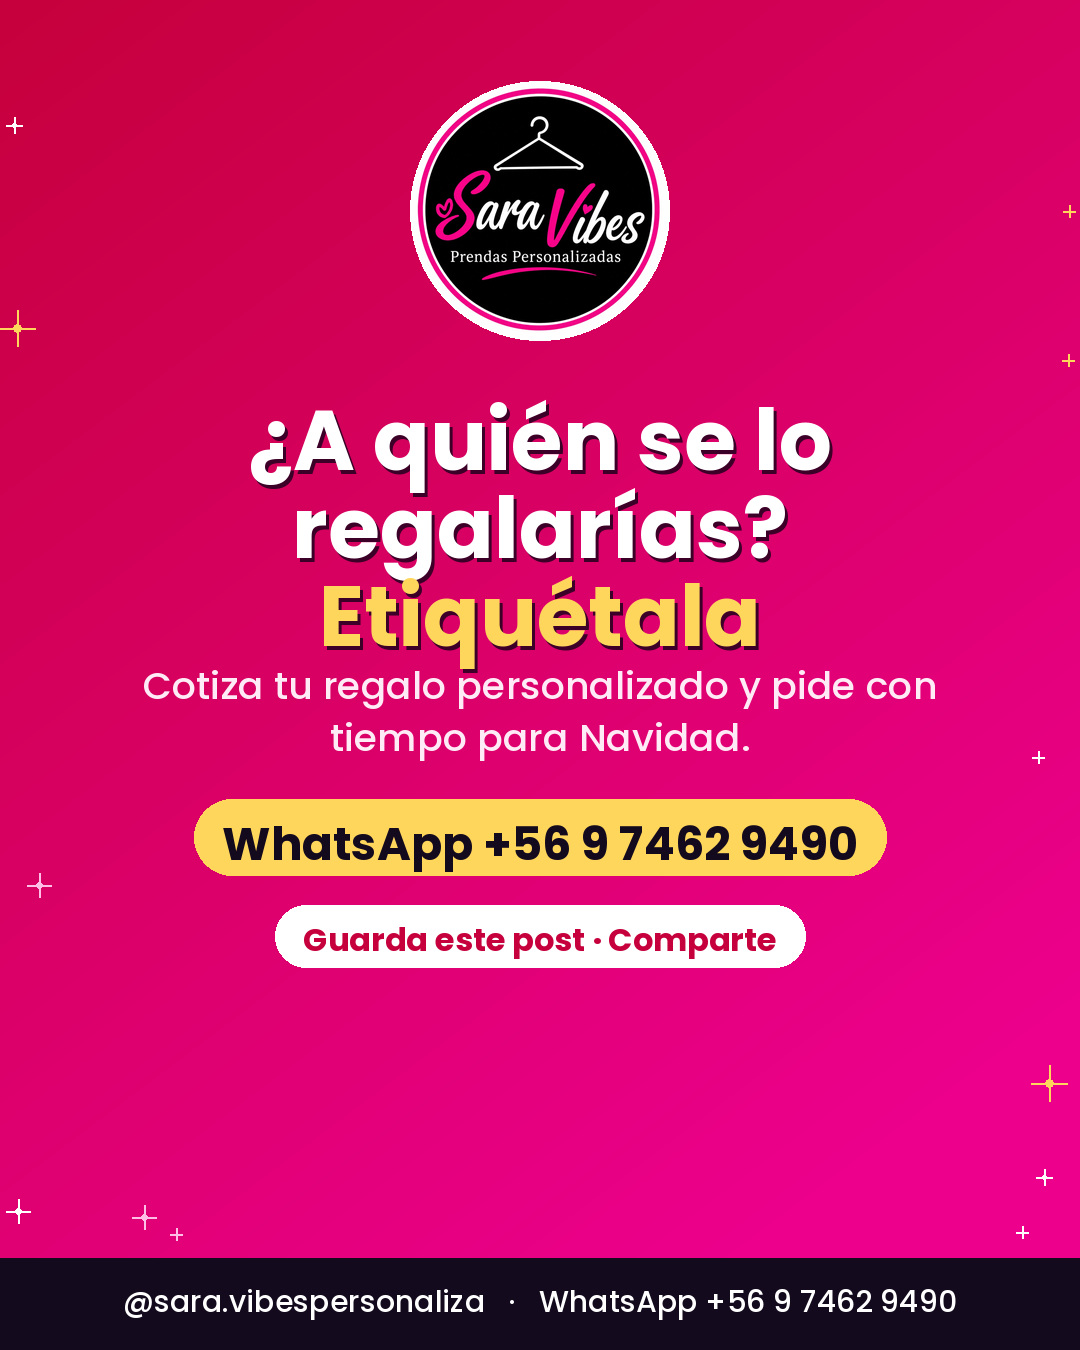 Sara Vibes
Prendas Personalizadas
¿A quién se lo
regalarías?
Etiquétala
Cotiza tu regalo personalizado y pide con
tiempo para Navidad.
WhatsApp +56 9 7462 9490
Guarda este post · Comparte
@sara.vibespersonaliza · WhatsApp +56 9 7462 9490